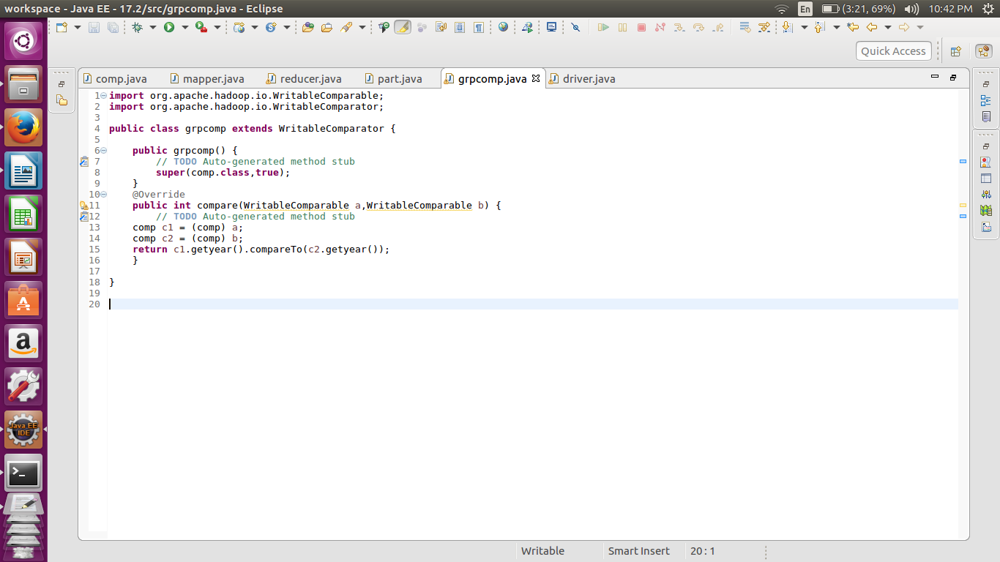 workspace - Java EE - 17.2/src/grpcomp.java - Eclipse
En
(3:21, 69%)
10:42 PM
Quick Access
comp.java
mapper.java
reducer.java
part.java
grpcomp.java
driver.java
1 import org.apache.hadoop.io.WritableComparable;
2 import org.apache.hadoop.io.WritableComparator;
3
4 public class grpcomp extends WritableComparator {
5
6 public grpcomp() {
7 // TODO Auto-generated method stub
8 super(comp.class,true);
9 }
10 @Override
11 public int compare(WritableComparable a,WritableComparable b) {
12 // TODO Auto-generated method stub
13 comp c1 = (comp) a;
14 comp c2 = (comp) b;
15 return c1.getyear().compareTo(c2.getyear());
16 }
17
18 }
19
20
a
Java EE
IDE
>_
Writable
Smart Insert
20 : 1